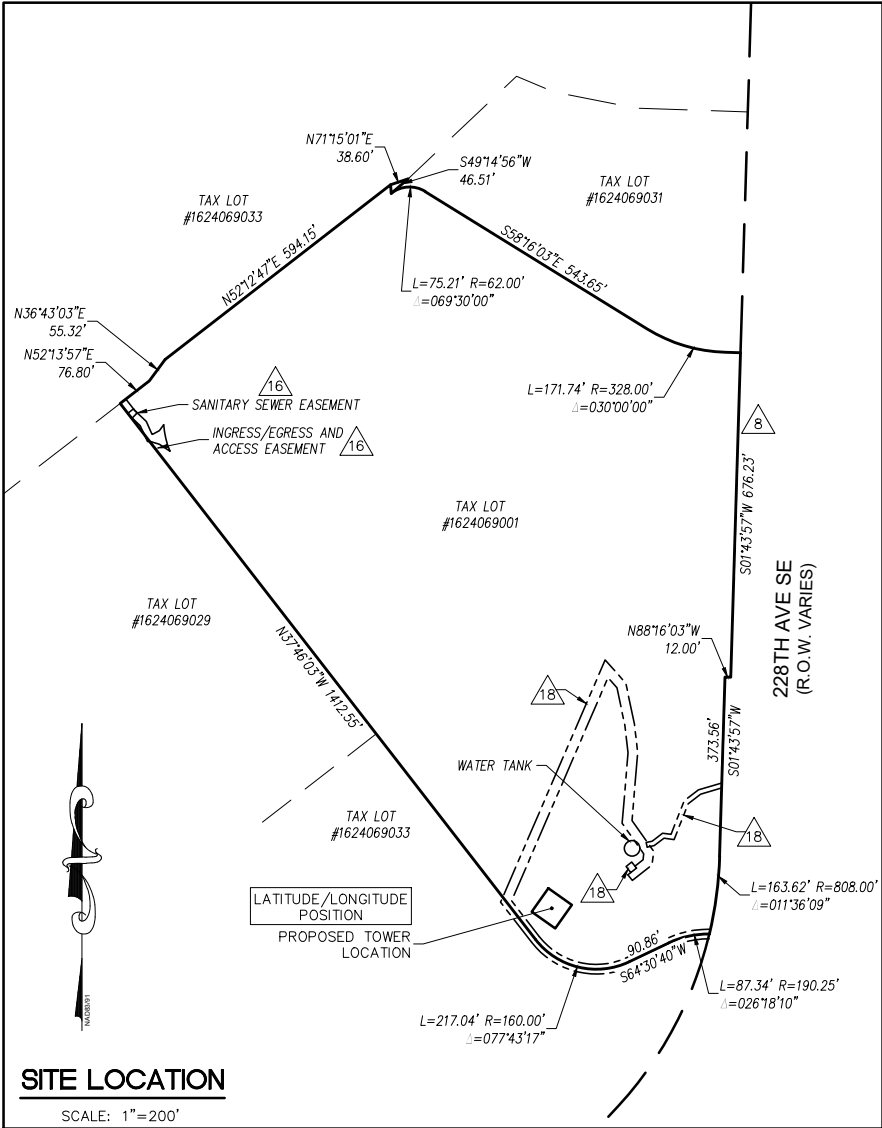 N71°15'01"E
38.60'
S49°14'56"W
46.51'
TAX LOT
#1624069033
TAX LOT
#1624069031
N52°12'47"E 594.15'
S58°16'03"E 543.65'
L=75.21' R=62.00'
Δ=069°30'00"
N36°43'03"E
55.32'
N52°13'57"E
76.80'
16
SANITARY SEWER EASEMENT
L=171.74' R=328.00'
Δ=030°00'00"
8
INGRESS/EGRESS AND
ACCESS EASEMENT
16
TAX LOT
#1624069001
S01°43'57"W 676.23'
228TH AVE SE
(R.O.W. VARIES)
TAX LOT
#1624069029
N37°46'03"W 1412.55'
N88°16'03"W
12.00'
18
373.56'
S01°43'57"W
WATER TANK
TAX LOT
#1624069033
18
18
L=163.62' R=808.00'
Δ=011°36'09"
LATITUDE/LONGITUDE
POSITION
PROPOSED TOWER
LOCATION
90.86'
S64°30'40"W
L=87.34' R=190.25'
Δ=026°18'10"
L=217.04' R=160.00'
Δ=077°43'17"
NAD83/91
SITE LOCATION
SCALE: 1"=200'